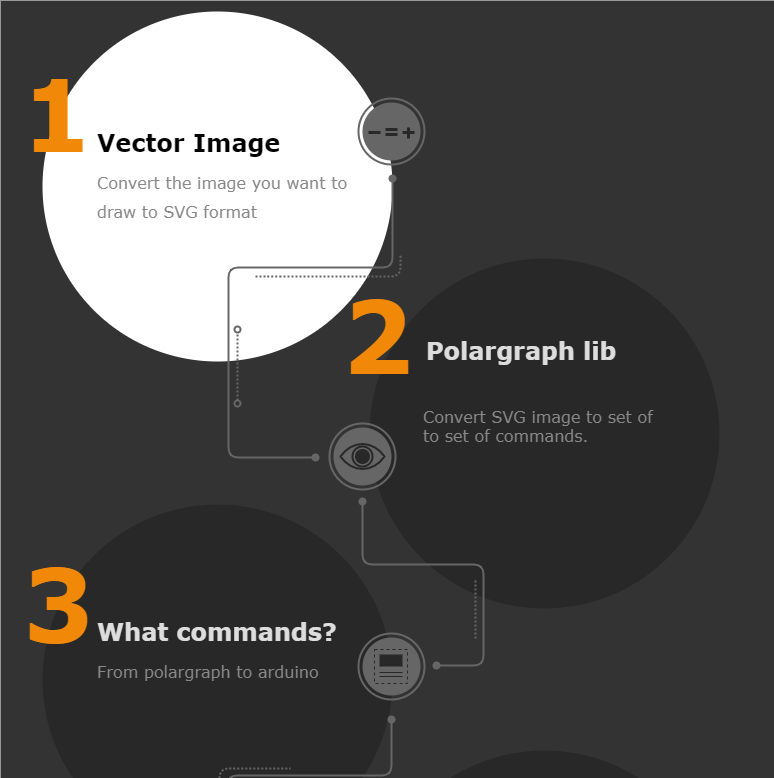 1
Vector Image
Convert the image you want to
draw to SVG format
2
Polargraph lib
Convert SVG image to set of
to set of commands.
3
What commands?
From polargraph to arduino